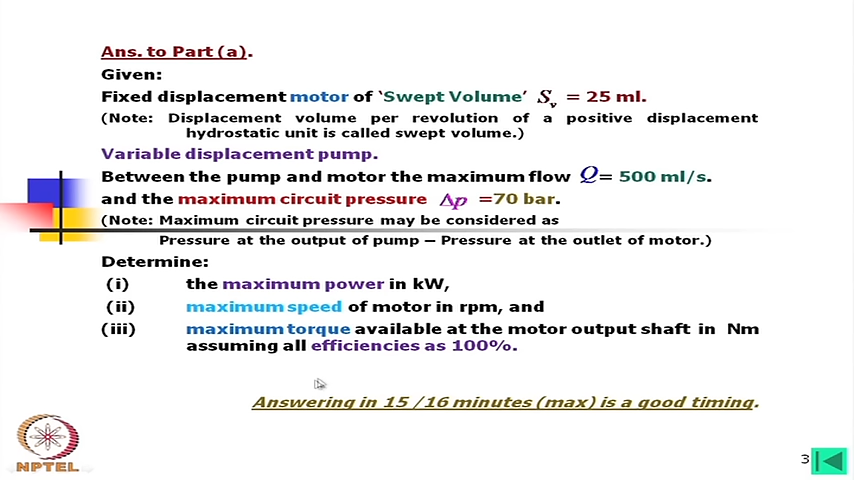 Ans. to Part (a).
Given:
Fixed displacement motor of ‘Swept Volume’ Sv = 25 ml.
(Note: Displacement volume per revolution of a positive displacement
hydrostatic unit is called swept volume.)
Variable displacement pump.
Between the pump and motor the maximum flow Q = 500 ml/s.
and the maximum circuit pressure Δp =70 bar.
(Note: Maximum circuit pressure may be considered as
Pressure at the output of pump – Pressure at the outlet of motor.)
Determine:
(i) the maximum power in kW,
(ii) maximum speed of motor in rpm, and
(iii) maximum torque available at the motor output shaft in Nm
assuming all efficiencies as 100%.
Answering in 15 /16 minutes (max) is a good timing.
NPTEL
3